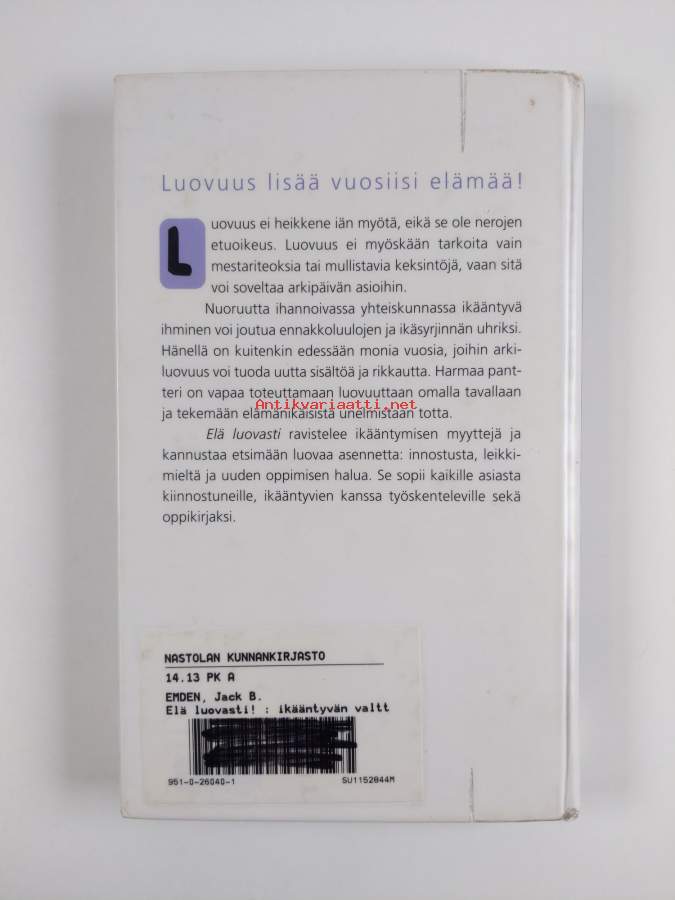 Luovuus lisää vuosiisi elämää!
Luovuus ei heikkene iän myötä, eikä se ole nerojen
etuoikeus. Luovuus ei myöskään tarkoita vain
mestariteoksia tai mullistavia keksintöjä, vaan sitä
voi soveltaa arkipäivän asioihin.
Nuoruutta ihannoivassa yhteiskunnassa ikääntyvä
ihminen voi joutua ennakkoluulojen ja ikäsyrjinnän uhriksi.
Hänellä on kuitenkin edessään monia vuosia, joihin arki-
luovuus voi tuoda uutta sisältöä ja rikkautta. Harmaa pant-
teri on vapaa toteuttamaan luovuuttaan omalla tavallaan
ja tekemään elämänikäisistä unelmistaan totta.
Antikvariaatti.net
Elä luovasti ravistelee ikääntymisen myyttejä ja
kannustaa etsimään luovaa asennetta: innostusta, leikki-
mieltä ja uuden oppimisen halua. Se sopii kaikille asiasta
kiinnostuneille, ikääntyvien kanssa työskenteleville sekä
oppikirjaksi.
NASTOLAN KUNNANKIRJASTO
14.13 PK A
EMDEN, Jack B.
Elä luovasti! : ikääntyvän valtt
951-0-26040-1 SU1152844M